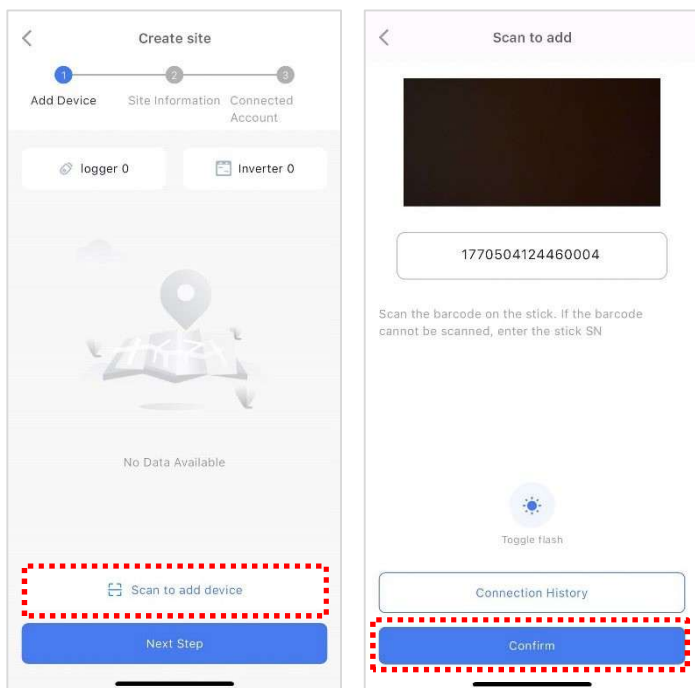 Create site
1
2
3
Add Device
Site Information
Connected
Account
logger 0
Inverter 0
No Data Available
Scan to add device
Next Step
Scan to add
1770504124460004
Scan the barcode on the stick. If the barcode
cannot be scanned, enter the stick SN
Toggle flash
Connection History
Confirm